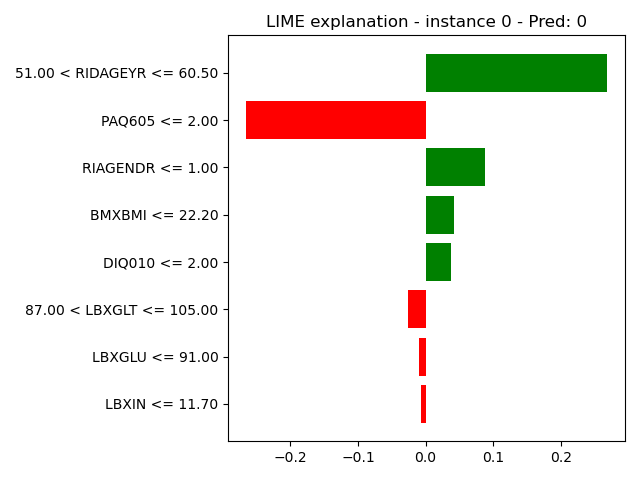 LIME explanation - instance 0 - Pred: 0
51.00 < RIDAGEYR <= 60.50
PAQ605 <= 2.00
RIAGENDR <= 1.00
BMXBMI <= 22.20
DIQ010 <= 2.00
87.00 < LBXGLT <= 105.00
LBXGLU <= 91.00
LBXIN <= 11.70
−0.2 −0.1 0.0 0.1 0.2